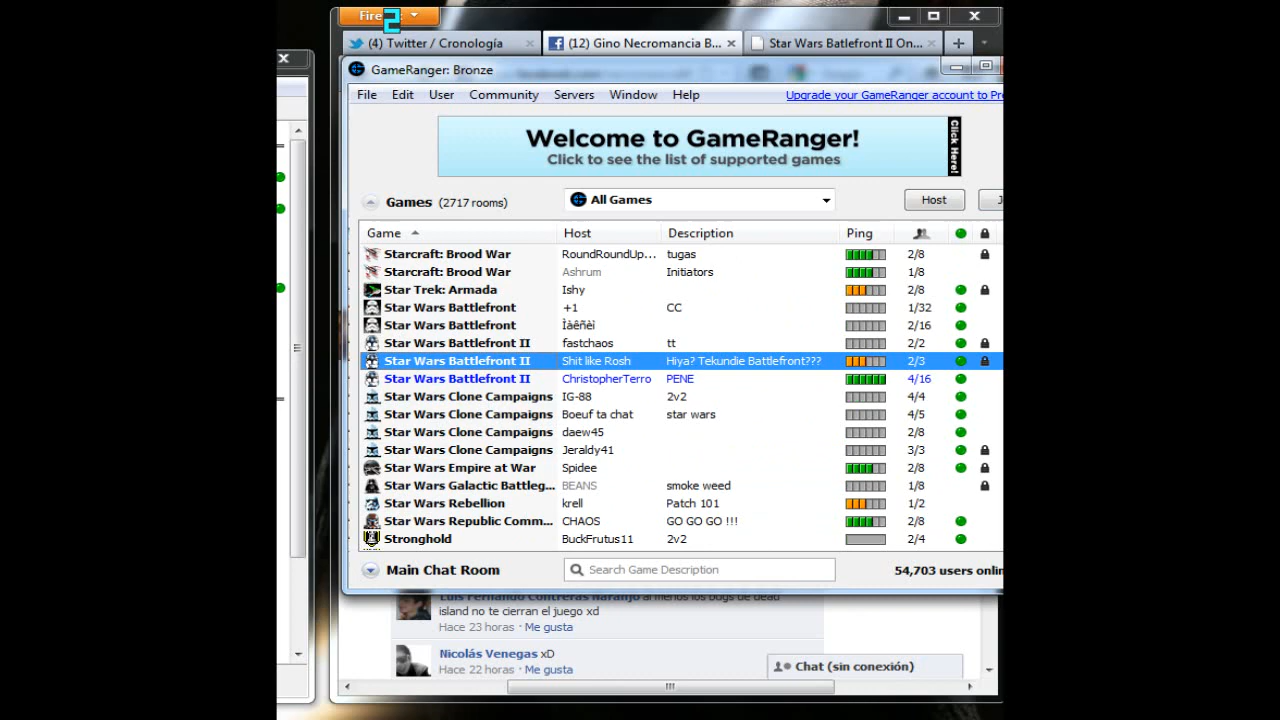 Fire
2
(4) Twitter / Cronología
(12) Gino Necromancia B...
Star Wars Batlefront II On...
GameRanger: Bronze
File Edit User Community Servers Window Help Upgrade your GameRanger account to Pre
Welcome to GameRanger!
Click to see the list of supported games
Click Here!
Games (2717 rooms) All Games Host J
Game Host Description Ping
Starcraft: Brood War RoundRoundUp... tugas 2/8
Starcraft: Brood War Ashrum Initiators 1/8
Star Trek: Armada Ishy 2/8
Star Wars Battlefront +1 CC 1/32
Star Wars Battlefront Ìàêñèì 2/16
Star Wars Battlefront II fastchaos tt 2/2
Star Wars Battlefront II Shit like Rosh Hiya? Tekundie Battlefront??? 2/3
Star Wars Battlefront II ChristopherTerro PENE 4/16
Star Wars Clone Campaigns IG-88 2v2 4/4
Star Wars Clone Campaigns Boeuf ta chat star wars 4/5
Star Wars Clone Campaigns daew45 2/8
Star Wars Clone Campaigns Jeraldy41 3/3
Star Wars Empire at War Spidee 2/8
Star Wars Galactic Battleg... BEANS smoke weed 1/8
Star Wars Rebellion krell Patch 101 1/2
Star Wars Republic Comm... CHAOS GO GO GO !!! 2/8
Stronghold BuckFrutus11 2v2 2/4
Main Chat Room Search Game Description 54,703 users onlin
Luis Fernando Contreras Naranjo al menos los bugs de dead
island no te cierran el juego xd
Hace 23 horas · Me gusta
Nicolás Venegas xD
Hace 22 horas · Me gusta
Chat (sin conexión)